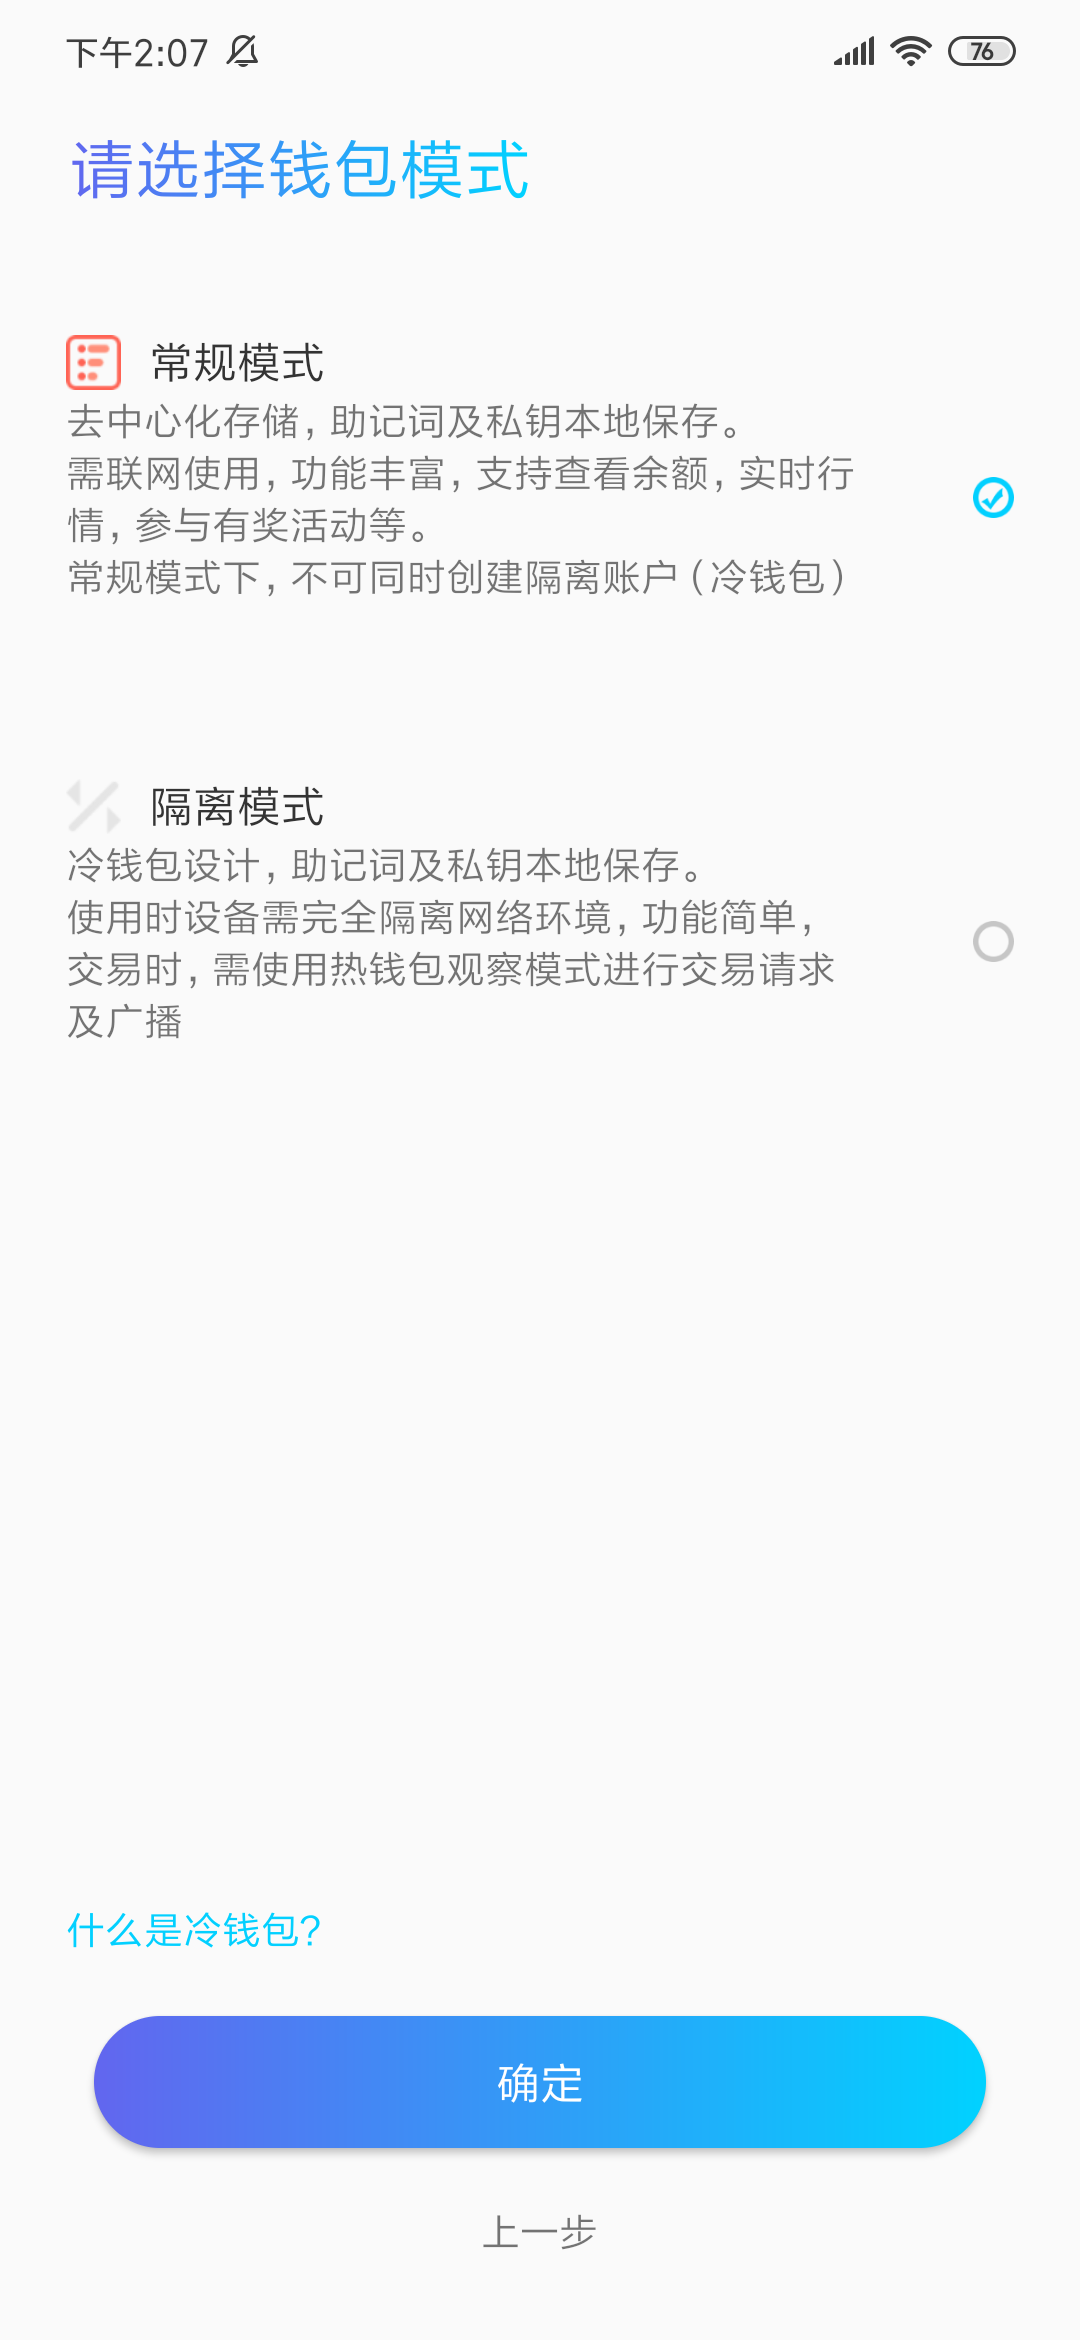 下午2:07
76
请选择钱包模式
常规模式
去中心化存储，助记词及私钥本地保存。
需联网使用，功能丰富，支持查看余额，实时行
情，参与有奖活动等。
常规模式下，不可同时创建隔离账户（冷钱包）
隔离模式
冷钱包设计，助记词及私钥本地保存。
使用时设备需完全隔离网络环境，功能简单，
交易时，需使用热钱包观察模式进行交易请求
及广播
什么是冷钱包？
确定
上一步